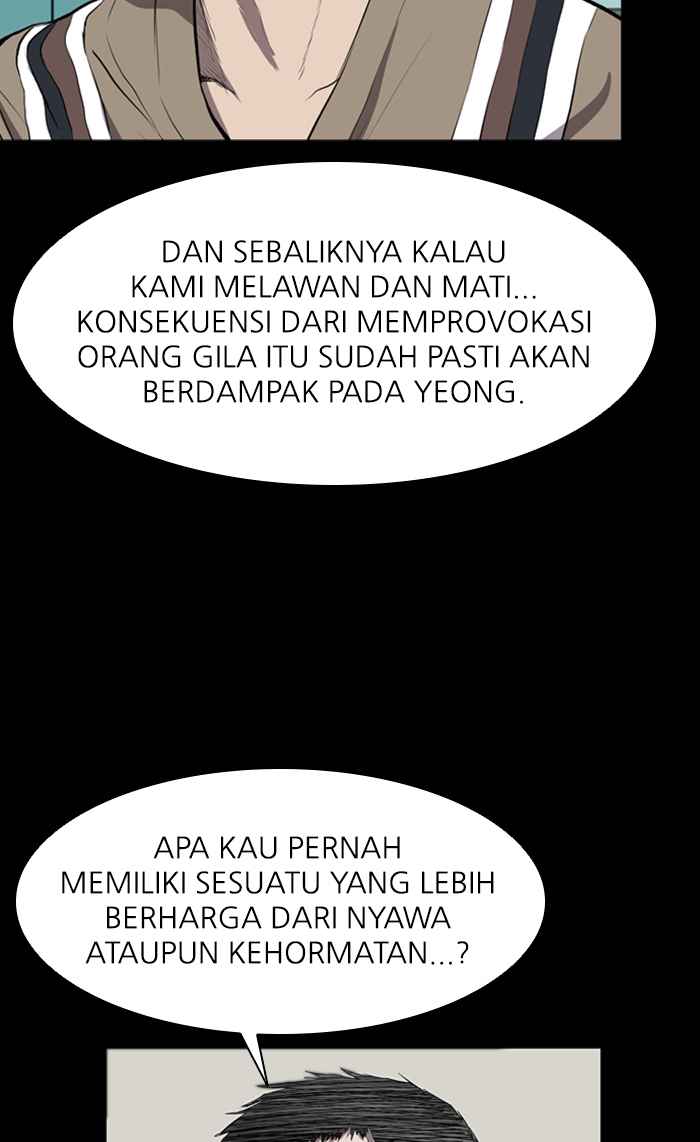 DAN SEBALIKNYA KALAU
KAMI MELAWAN DAN MATI...
KONSEKUENSI DARI MEMPROVOKASI
ORANG GILA ITU SUDAH PASTI AKAN
BERDAMPAK PADA YEONG.
APA KAU PERNAH
MEMILIKI SESUATU YANG LEBIH
BERHARGA DARI NYAWA
ATAUPUN KEHORMATAN...?